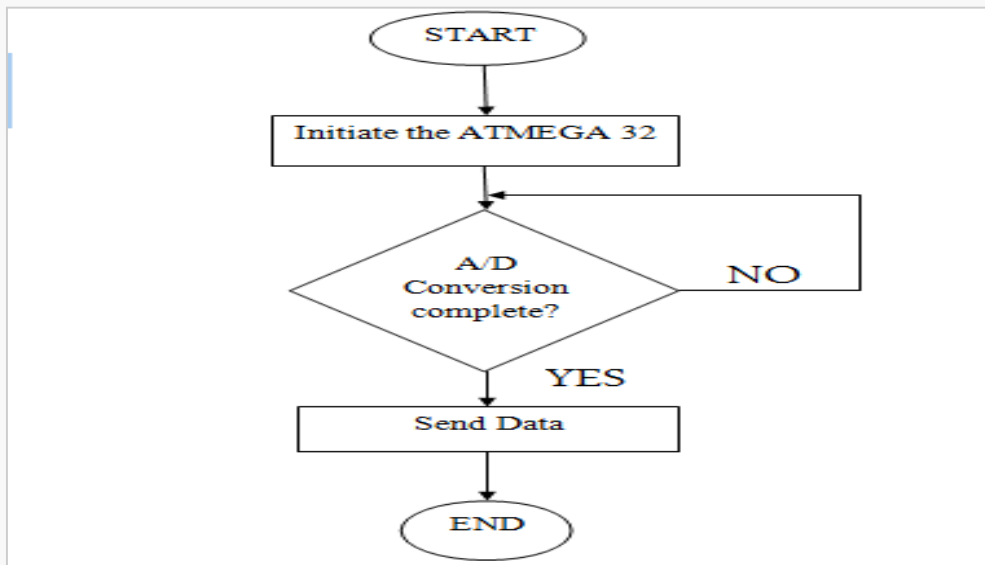 START
Initiate the ATMEGA 32
A/D
Conversion
complete?
NO
YES
Send Data
END